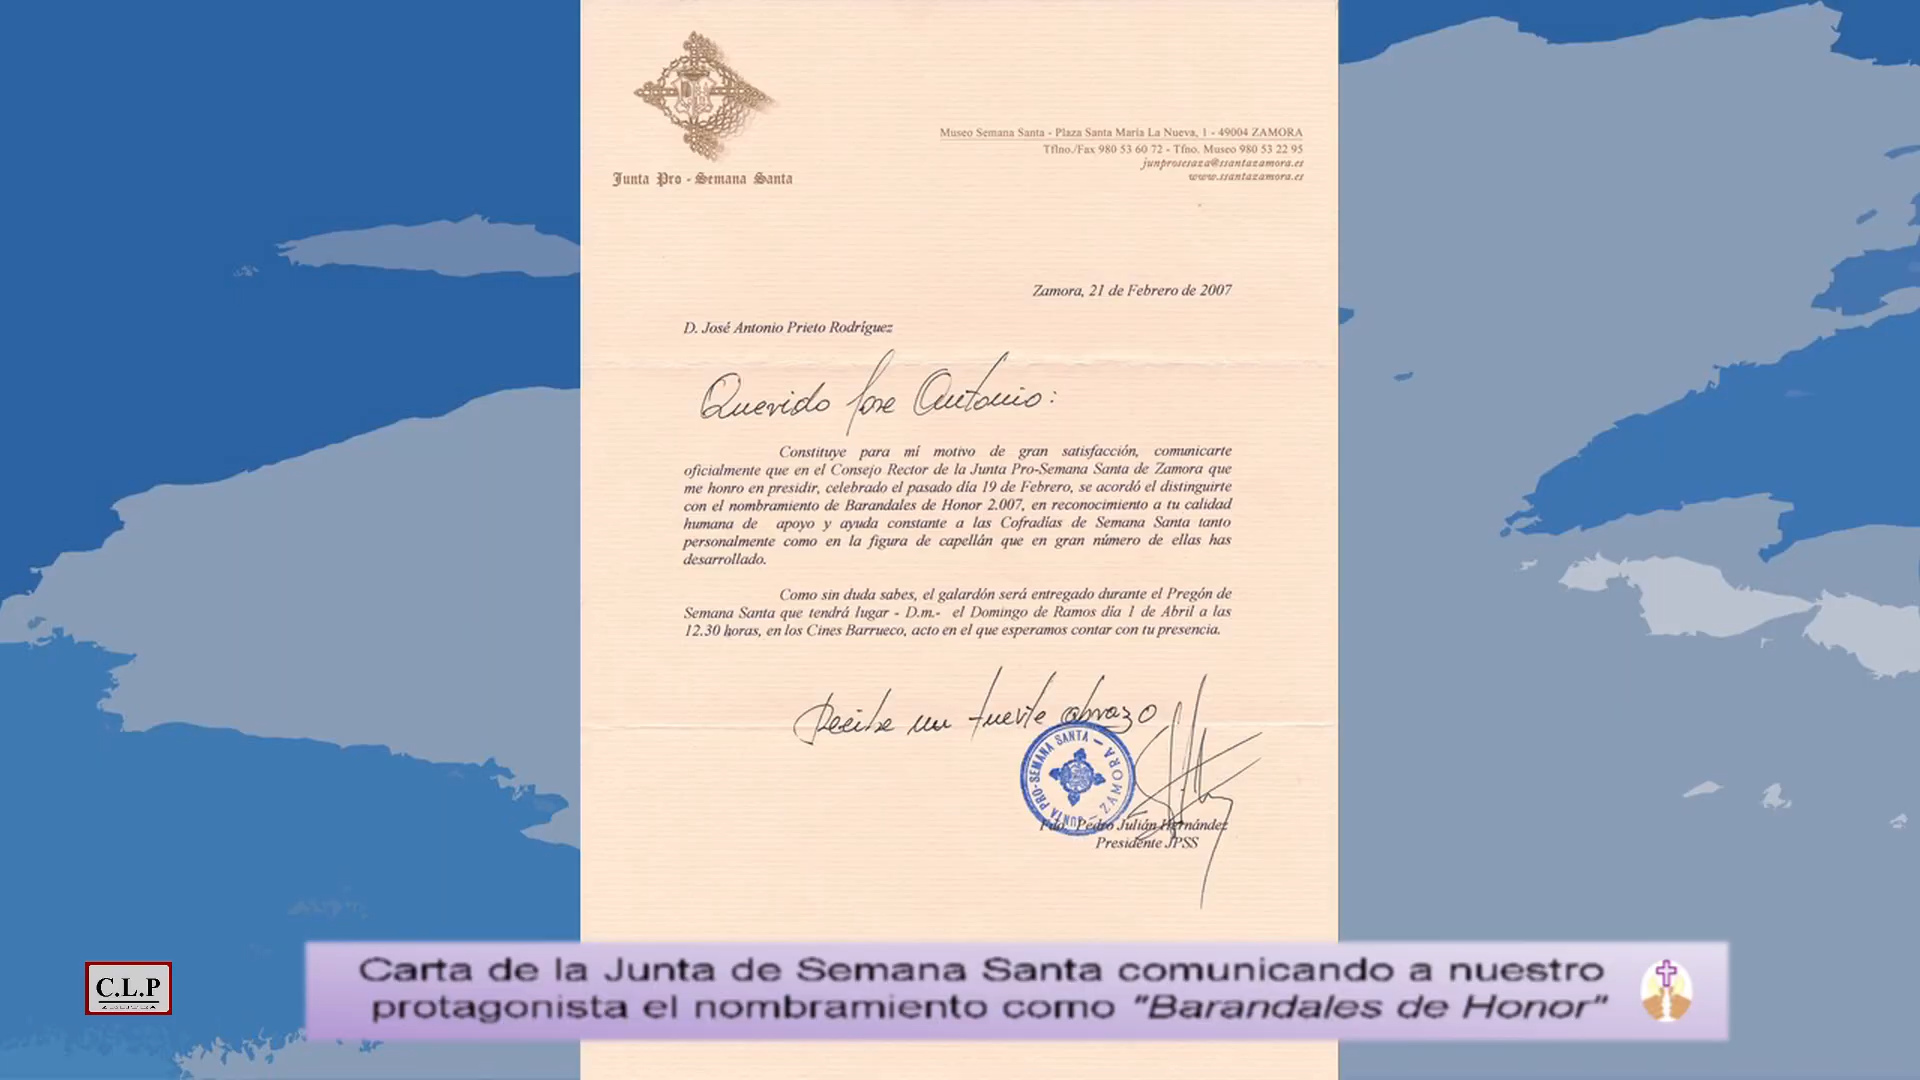 Junta Pro - Semana Santa
Museo Semana Santa - Plaza Santa María La Nueva, 1 - 49004 ZAMORA
Tflno./Fax 980 53 60 72 - Tfno. Museo 980 53 22 95
junprosesaza@ssantazamora.es
www.ssantazamora.es
Zamora, 21 de Febrero de 2007
D. José Antonio Prieto Rodríguez
Querido Jose Antonio:
Constituye para mí motivo de gran satisfacción, comunicarte
oficialmente que en el Consejo Rector de la Junta Pro-Semana Santa de Zamora que
me honro en presidir, celebrado el pasado día 19 de Febrero, se acordó el distinguirte
con el nombramiento de Barandales de Honor 2.007, en reconocimiento a tu calidad
humana de apoyo y ayuda constante a las Cofradías de Semana Santa tanto
personalmente como en la figura de capellán que en gran número de ellas has
desarrollado.
Como sin duda sabes, el galardón será entregado durante el Pregón de
Semana Santa que tendrá lugar - D.m.- el Domingo de Ramos día 1 de Abril a las
12.30 horas, en los Cines Barrueco, acto en el que esperamos contar con tu presencia.
Recibe un fuerte abrazo
JUNTA PRO-SEMANA SANTA - ZAMORA -
Fdo. Pedro Julián Hernández
Presidente JPSS
Carta de la Junta de Semana Santa comunicando a nuestro
protagonista el nombramiento como "Barandales de Honor"
C.L.P